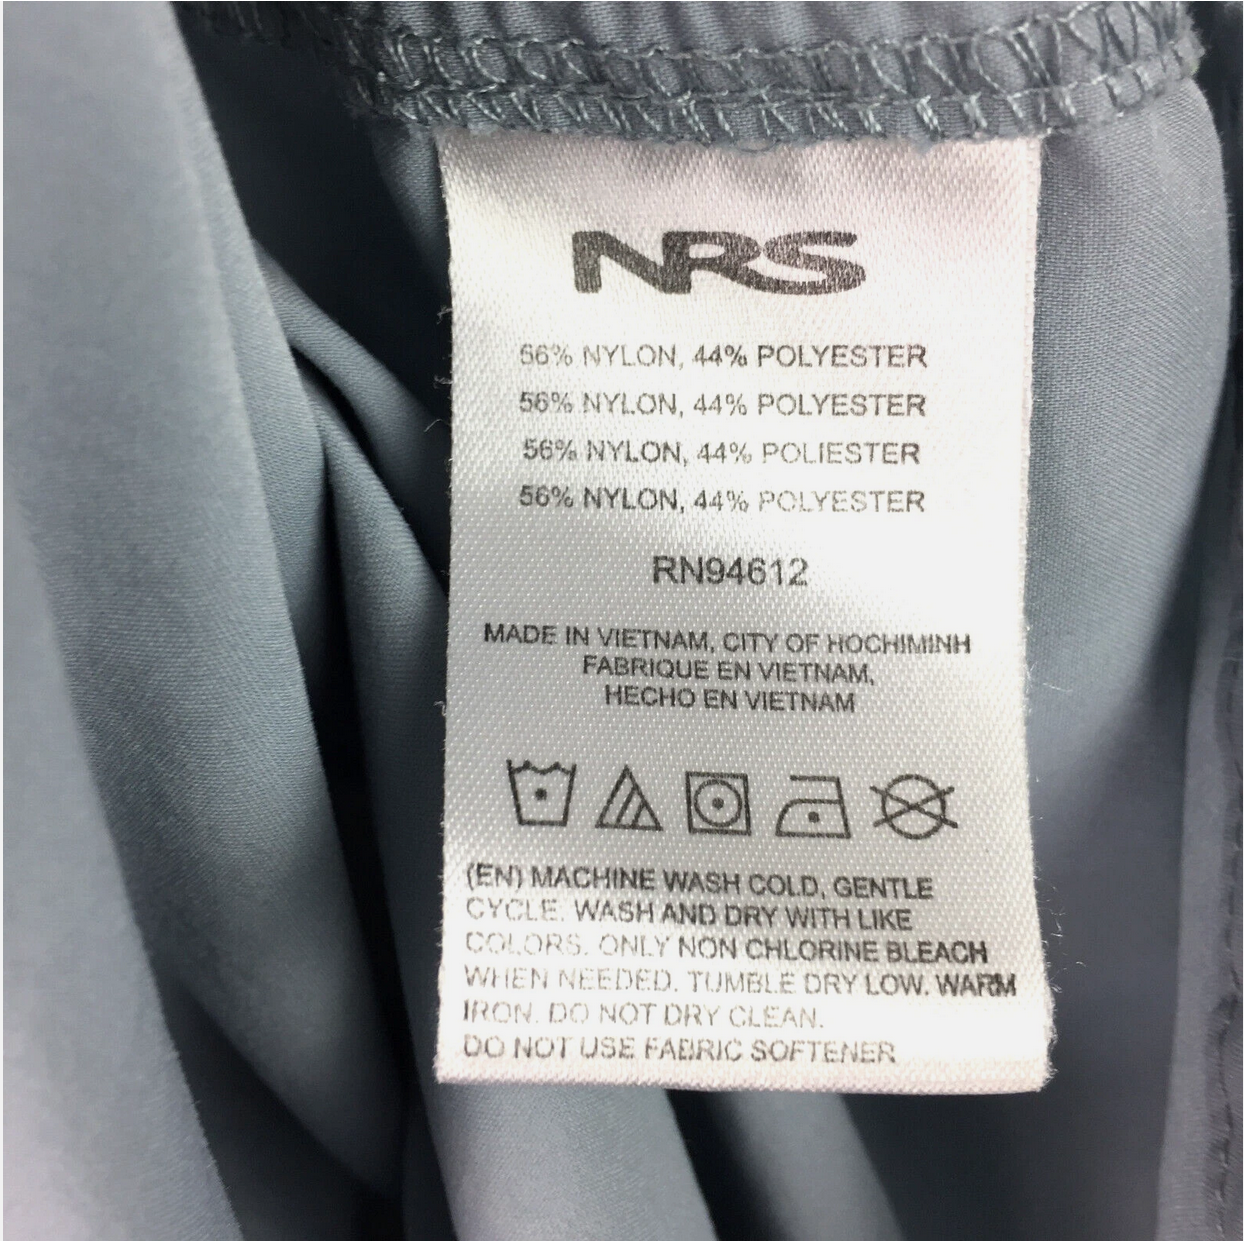 NRS
56% NYLON, 44% POLYESTER
56% NYLON, 44% POLYESTER
56% NYLON, 44% POLIESTER
56% NYLON, 44% POLYESTER
RN94612
MADE IN VIETNAM, CITY OF HOCHIMINH
FABRIQUE EN VIETNAM,
HECHO EN VIETNAM
(EN) MACHINE WASH COLD, GENTLE
CYCLE. WASH AND DRY WITH LIKE
COLORS. ONLY NON CHLORINE BLEACH
WHEN NEEDED. TUMBLE DRY LOW. WARM
IRON. DO NOT DRY CLEAN.
DO NOT USE FABRIC SOFTENER